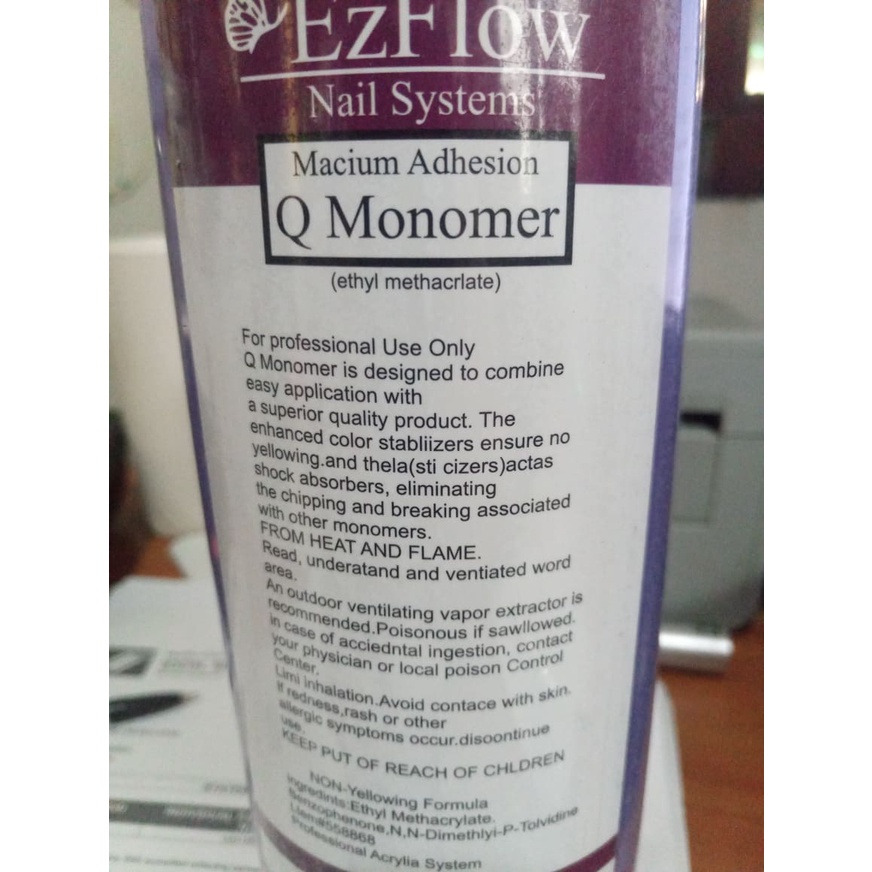 EzFlow
Nail Systems
Macium Adhesion
Q Monomer
(ethyl methacrlate)
For professional Use Only
Q Monomer is designed to combine
easy application with
a superior quality product. The
enhanced color stabliizers ensure no
yellowing.and thela(sti cizers)actas
shock absorbers, eliminating
the chipping and breaking associated
with other monomers.
FROM HEAT AND FLAME.
Read, underatand and ventiated word
area.
An outdoor ventilating vapor extractor is
recommended.Poisonous if sawllowed.
in case of acciedntal ingestion, contact
your physician or local poison Control
Center.
Limi inhalation.Avoid contace with skin.
if redness,rash or other
allergic symptoms occur.disoontinue
use.
KEEP PUT OF REACH OF CHLDREN
NON-Yellowing Formula
ingredints:Ethyl Methacrylate.
Benzophenone,N,N-Dimethlyi-P-Tolvidine
Liem#558868
Professional Acrylia System